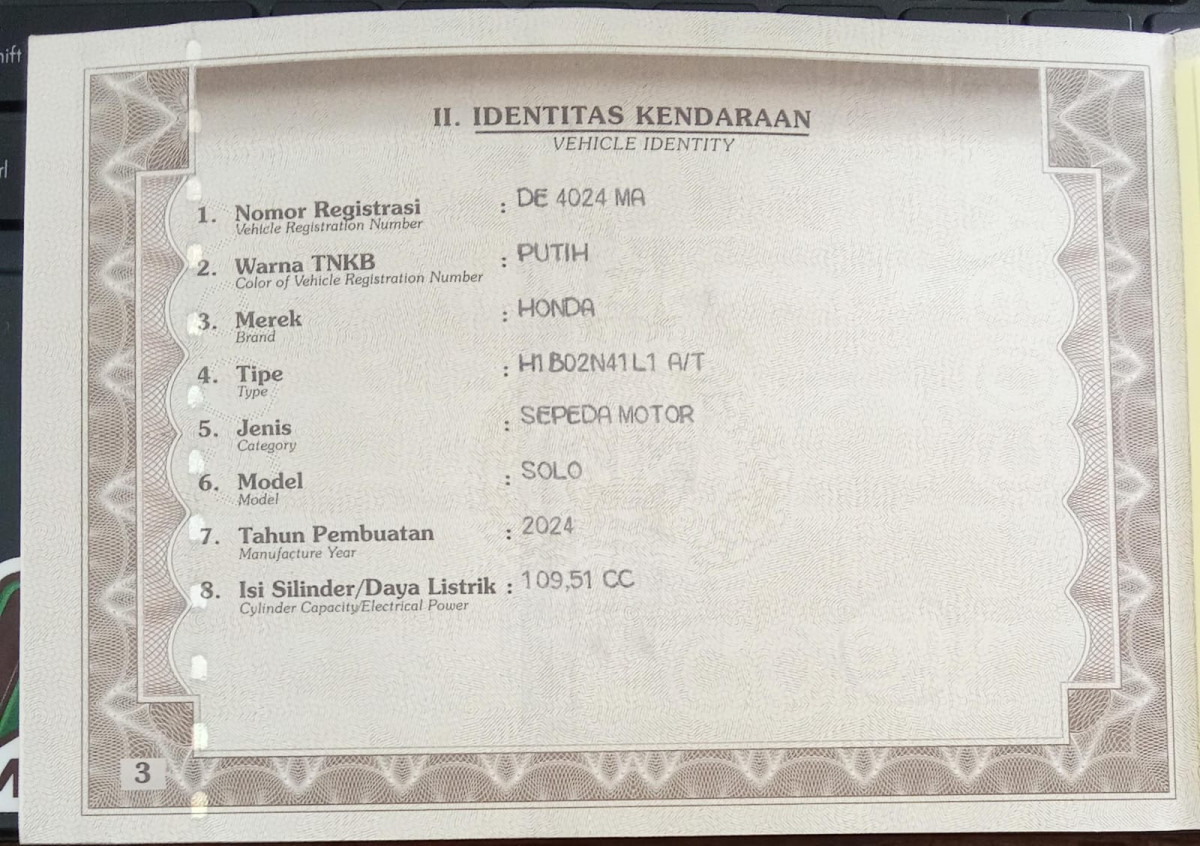 II. IDENTITAS KENDARAAN
VEHICLE IDENTITY
1. Nomor Registrasi : DE 4024 MA
Vehicle Registration Number
2. Warna TNKB : PUTIH
Color of Vehicle Registration Number
3. Merek : HONDA
Brand
4. Tipe : H1B02N41L1 A/T
Type
5. Jenis : SEPEDA MOTOR
Category
6. Model : SOLO
Model
7. Tahun Pembuatan : 2024
Manufacture Year
8. Isi Silinder/Daya Listrik : 109,51 CC
Cylinder Capacity/Electrical Power
3